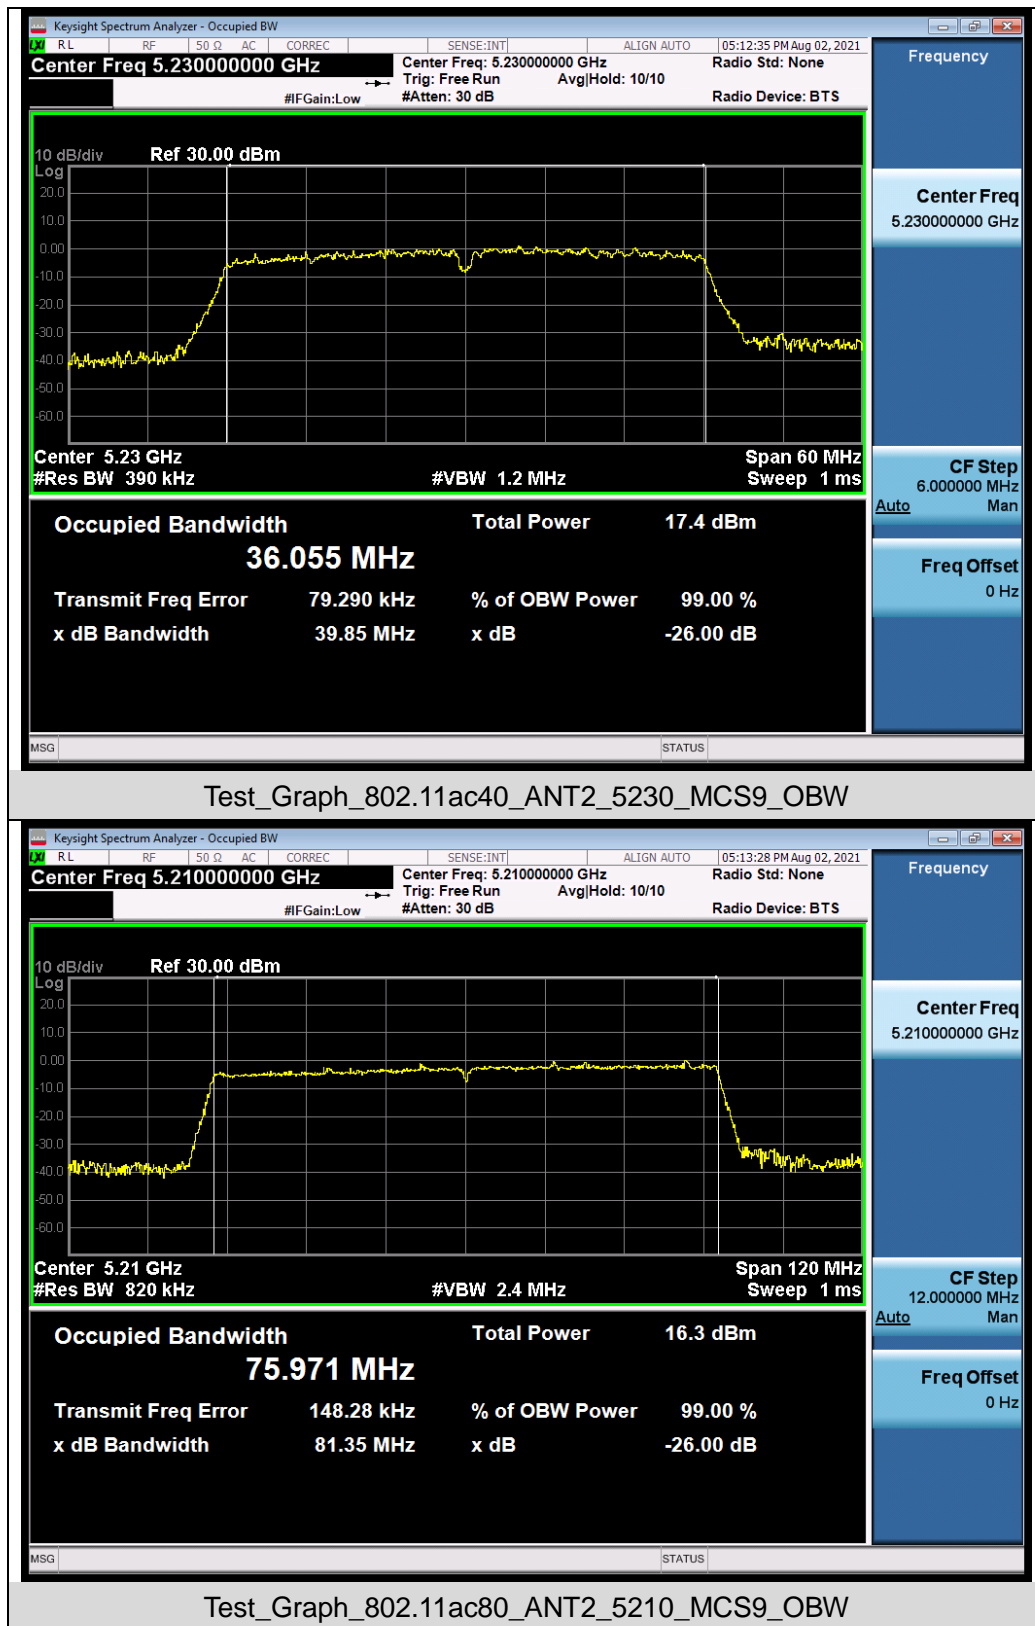 Keysight Spectrum Analyzer - Occupied BW
LXI RL RF 50 Ω AC CORREC SENSE:INT ALIGN AUTO 05:12:35 PM Aug 02, 2021
Center Freq 5.230000000 GHz Center Freq: 5.230000000 GHz Radio Std: None Frequency
Trig: Free Run Avg|Hold: 10/10
#IFGain:Low #Atten: 30 dB Radio Device: BTS
10 dB/div Ref 30.00 dBm
Log
20.0
Center Freq
5.230000000 GHz
10.0
0.00
-10.0
-20.0
-30.0
-40.0
-50.0
-60.0
Center 5.23 GHz Span 60 MHz
#Res BW 390 kHz #VBW 1.2 MHz Sweep 1 ms
CF Step
6.000000 MHz
Auto Man
Occupied Bandwidth Total Power 17.4 dBm
36.055 MHz
Freq Offset
0 Hz
Transmit Freq Error 79.290 kHz % of OBW Power 99.00 %
x dB Bandwidth 39.85 MHz x dB -26.00 dB
MSG STATUS
Test_Graph_802.11ac40_ANT2_5230_MCS9_OBW
Keysight Spectrum Analyzer - Occupied BW
LXI RL RF 50 Ω AC CORREC SENSE:INT ALIGN AUTO 05:13:28 PM Aug 02, 2021
Center Freq 5.210000000 GHz Center Freq: 5.210000000 GHz Radio Std: None Frequency
Trig: Free Run Avg|Hold: 10/10
#IFGain:Low #Atten: 30 dB Radio Device: BTS
10 dB/div Ref 30.00 dBm
Log
20.0
Center Freq
5.210000000 GHz
10.0
0.00
-10.0
-20.0
-30.0
-40.0
-50.0
-60.0
Center 5.21 GHz Span 120 MHz
#Res BW 820 kHz #VBW 2.4 MHz Sweep 1 ms
CF Step
12.000000 MHz
Auto Man
Occupied Bandwidth Total Power 16.3 dBm
75.971 MHz
Freq Offset
0 Hz
Transmit Freq Error 148.28 kHz % of OBW Power 99.00 %
x dB Bandwidth 81.35 MHz x dB -26.00 dB
MSG STATUS
Test_Graph_802.11ac80_ANT2_5210_MCS9_OBW